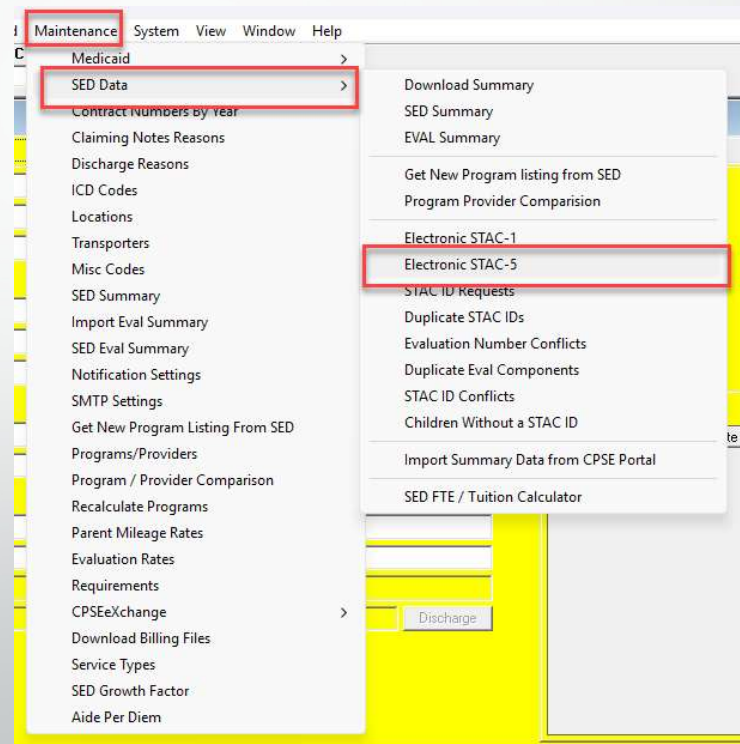 Maintenance System View Window Help
C
Medicaid
SED Data
Contract Numbers By Year
Claiming Notes Reasons
Discharge Reasons
ICD Codes
Locations
Transporters
Misc Codes
SED Summary
Import Eval Summary
SED Eval Summary
Notification Settings
SMTP Settings
Get New Program Listing From SED
Programs/Providers
Program / Provider Comparison
Recalculate Programs
Parent Mileage Rates
Evaluation Rates
Requirements
CPSEeXchange
Download Billing Files
Service Types
SED Growth Factor
Aide Per Diem
Download Summary
SED Summary
EVAL Summary
Get New Program listing from SED
Program Provider Comparision
Electronic STAC-1
Electronic STAC-5
STAC ID Requests
Duplicate STAC IDs
Evaluation Number Conflicts
Duplicate Eval Components
STAC ID Conflicts
Children Without a STAC ID
Import Summary Data from CPSE Portal
SED FTE / Tuition Calculator
te
Discharge